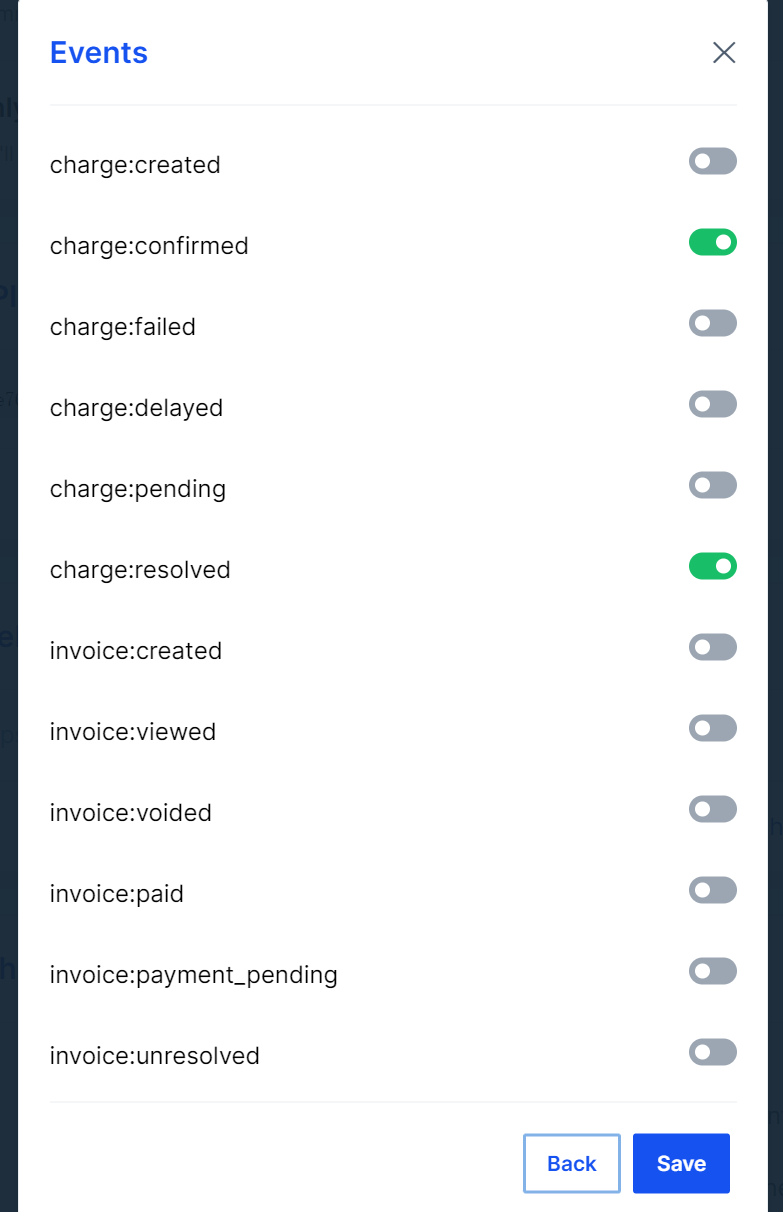 Events
charge:created
charge:confirmed
charge:failed
charge:delayed
charge:pending
charge:resolved
invoice:created
invoice:viewed
invoice:voided
invoice:paid
invoice:payment_pending
invoice:unresolved
Back
Save